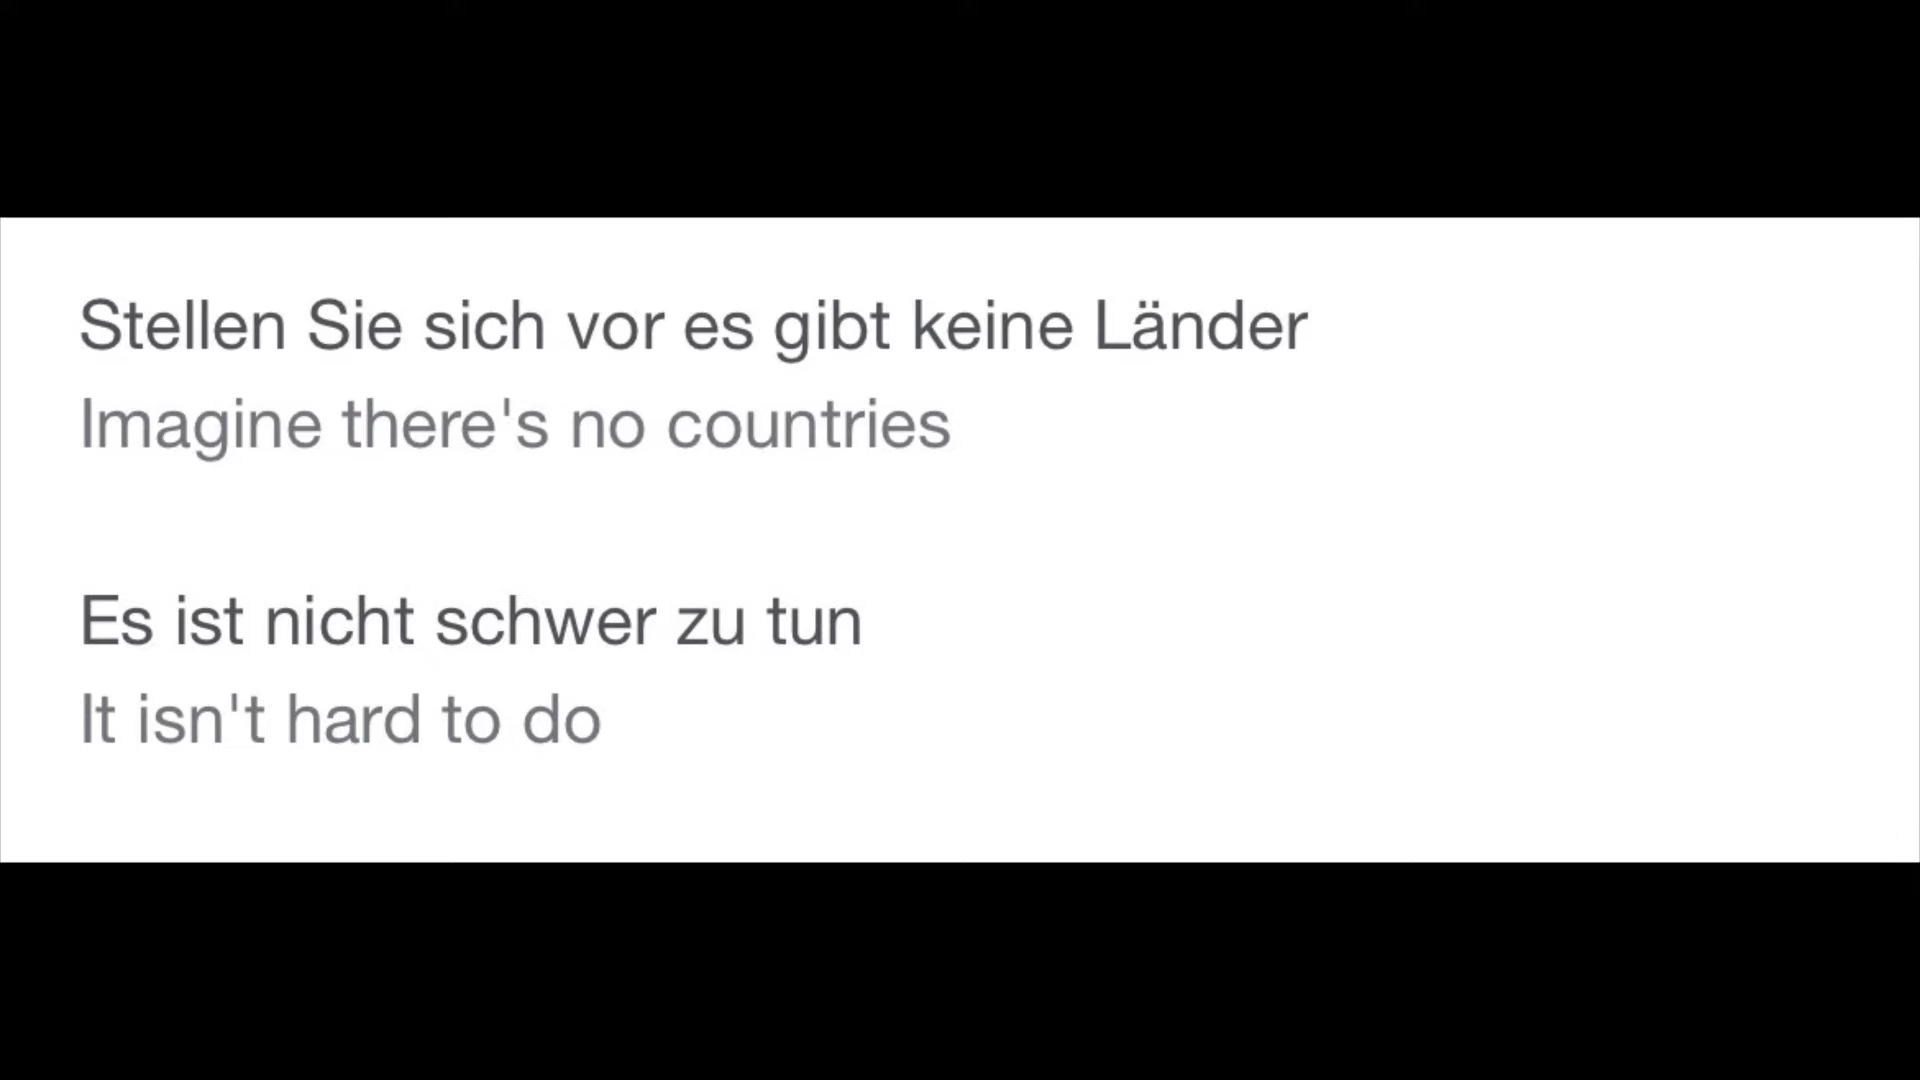 Stellen Sie sich vor es gibt keine Länder
Imagine there's no countries
Es ist nicht schwer zu tun
It isn't hard to do